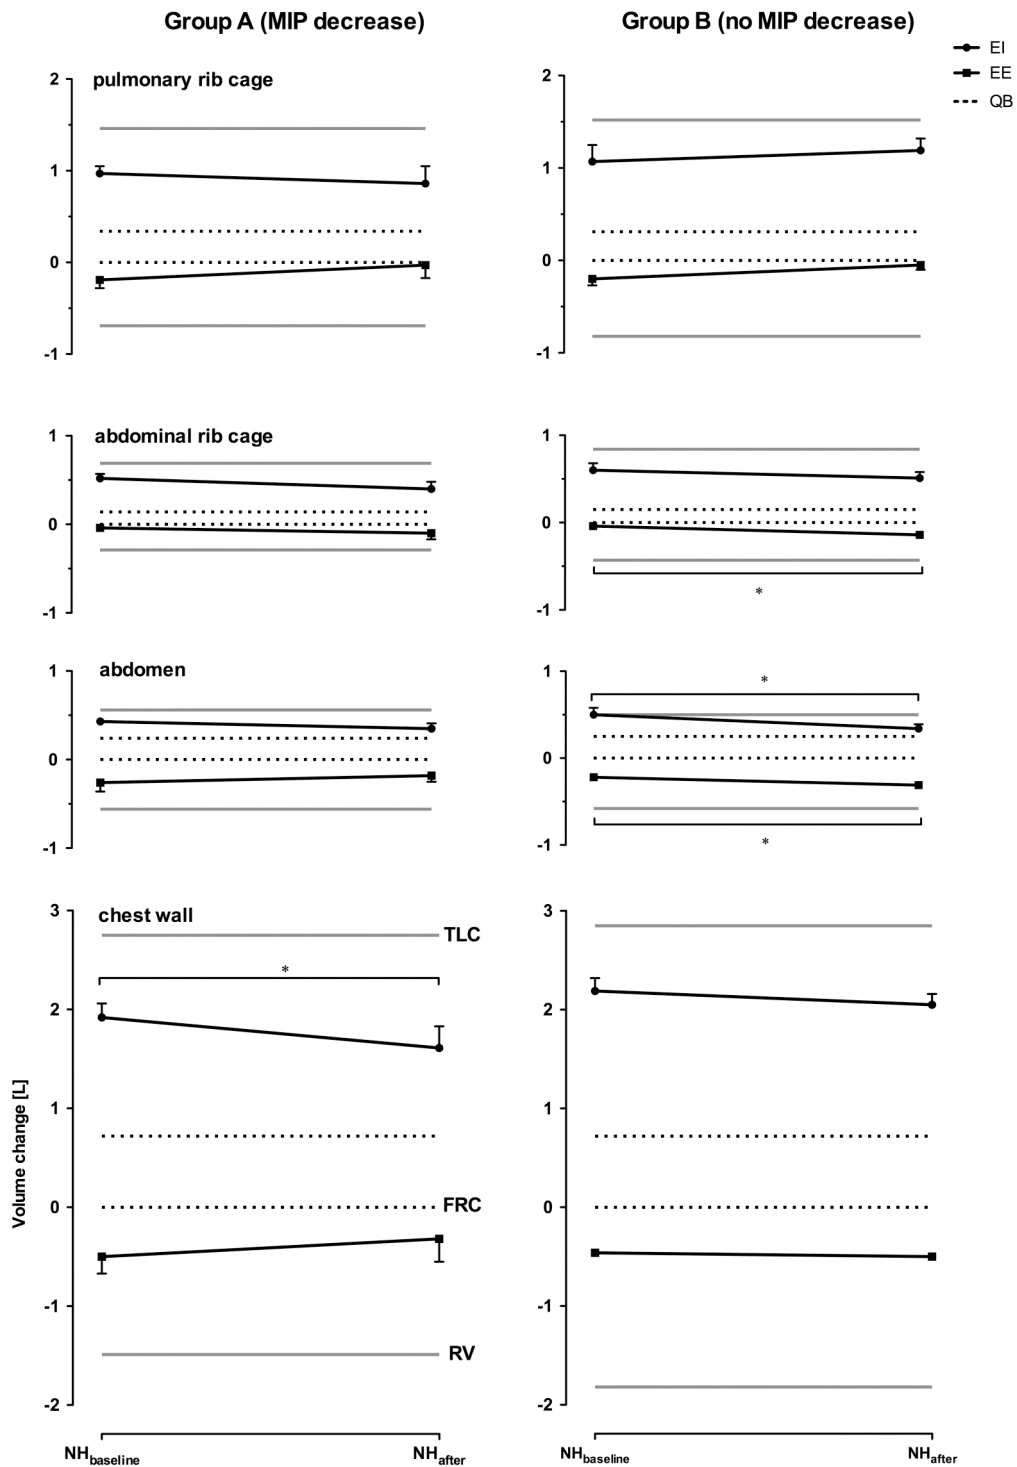 Group A (MIP decrease)
Group B (no MIP decrease)
EI
EE
QB
pulmonary rib cage
2
1
0
-1
2
1
0
-1
abdominal rib cage
1
0
-1
1
0
-1
*
abdomen
1
0
-1
1
0
-1
*
*
chest wall
3
2
1
0
-1
-2
TLC
*
FRC
RV
3
2
1
0
-1
-2
Volume change [L]
NHbaseline
NHafter
NHbaseline
NHafter